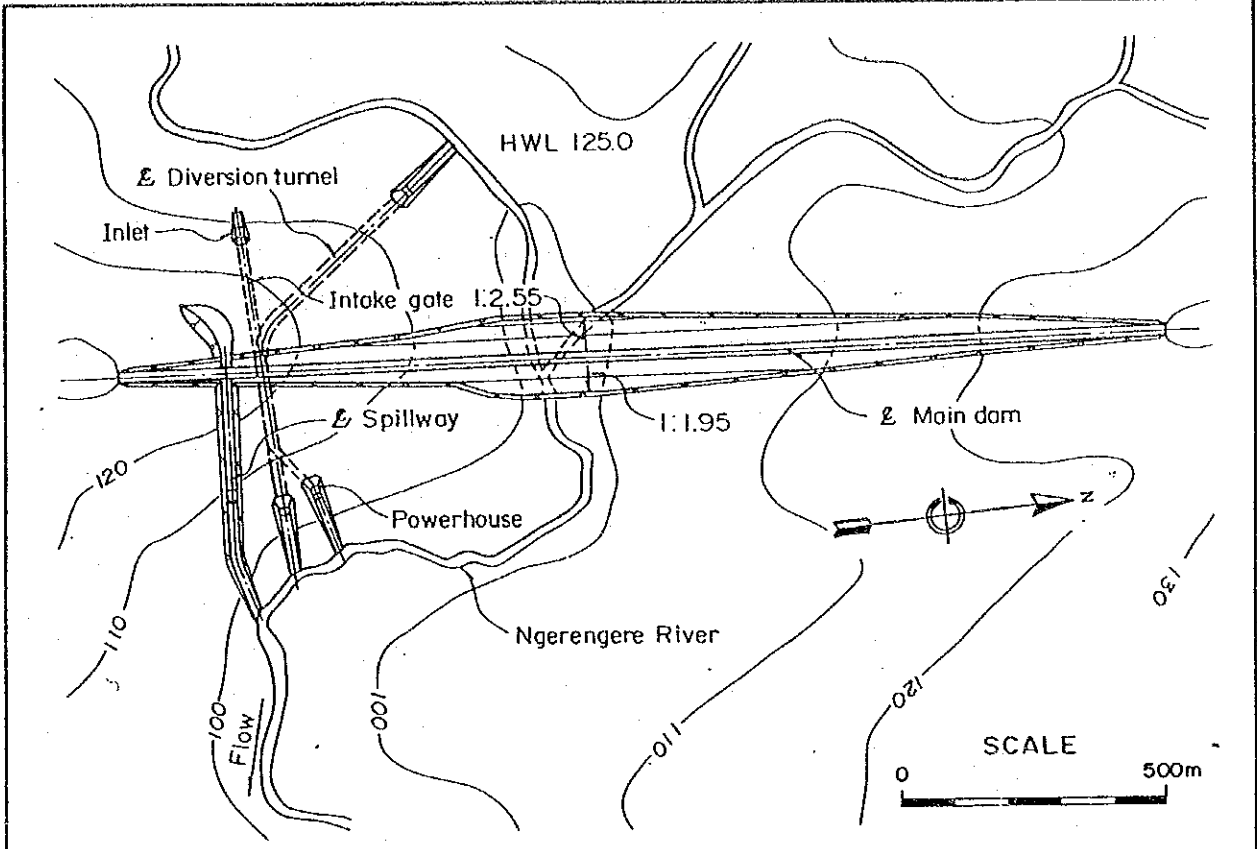 HWL 125.0
℄ Diversion tunnel
Inlet
Intake gate
1:2.55
℄ Spillway
1:1.95
℄ Main dam
120
N
Powerhouse
130
110
Ngerengere River
100
Flow
100
110
120
SCALE
0 500m